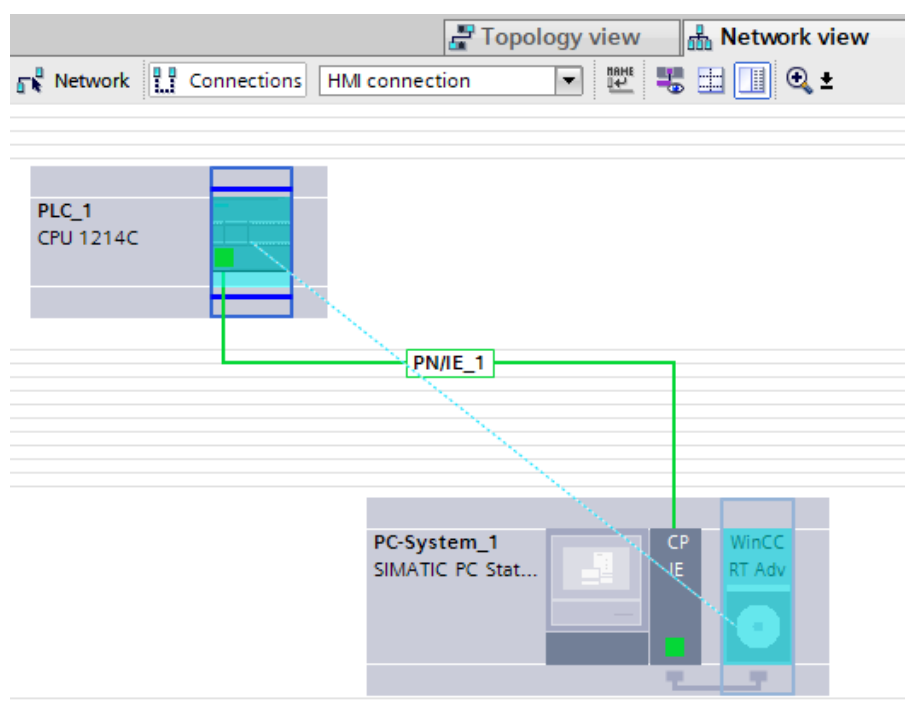 Topology view
Network view
Network
Connections
HMI connection
NAME
PLC_1
CPU 1214C
PN/IE_1
PC-System_1
SIMATIC PC Stat...
CP
IE
WinCC
RT Adv